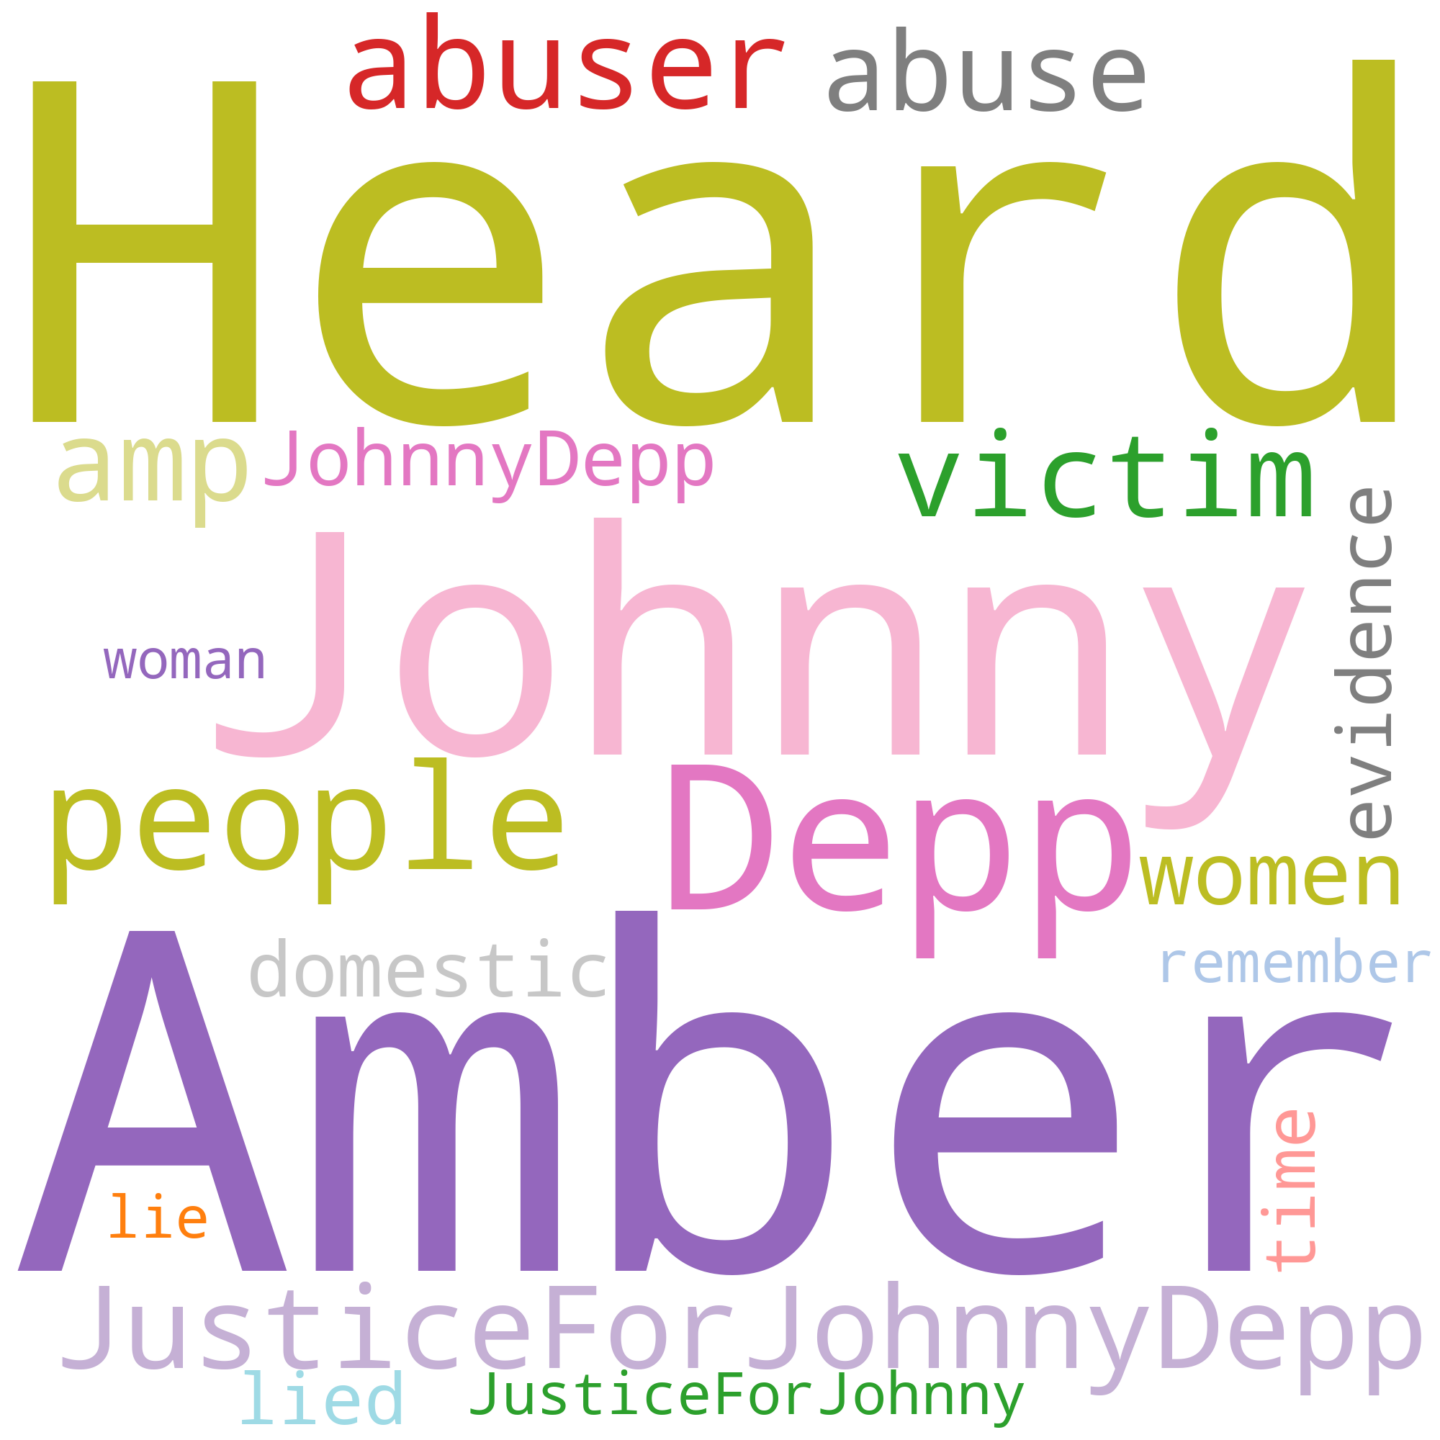 abuser abuse
Heard
amp JohnnyDepp victim
evidence
Johnny
woman
people Depp women
domestic remember
Amber
lie time
JusticeForJohnnyDepp
lied JusticeForJohnny